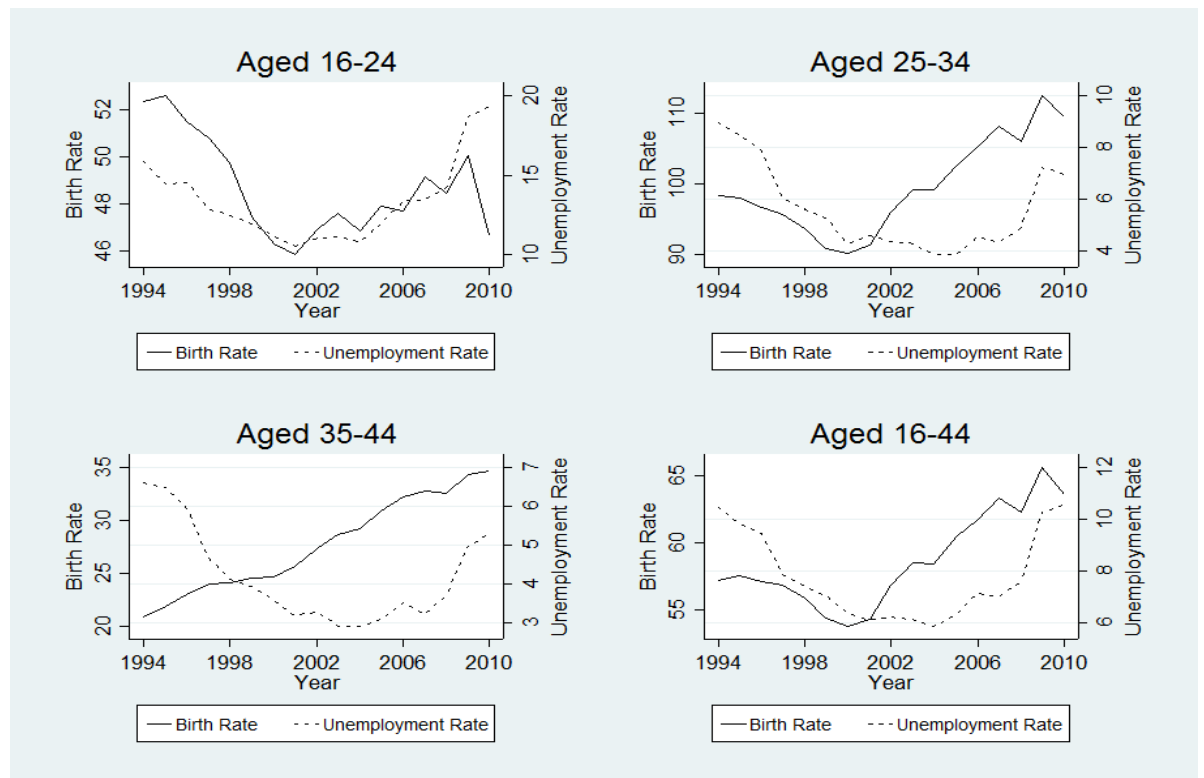 Aged 16-24
Birth Rate
46 48 50 52
10 15 20
Unemployment Rate
1994 1998 2002 2006 2010
Year
Birth Rate Unemployment Rate
Aged 25-34
Birth Rate
90 100 110
4 6 8 10
Unemployment Rate
1994 1998 2002 2006 2010
Year
Birth Rate Unemployment Rate
Aged 35-44
Birth Rate
20 25 30 35
3 4 5 6 7
Unemployment Rate
1994 1998 2002 2006 2010
Year
Birth Rate Unemployment Rate
Aged 16-44
Birth Rate
55 60 65
6 8 10 12
Unemployment Rate
1994 1998 2002 2006 2010
Year
Birth Rate Unemployment Rate